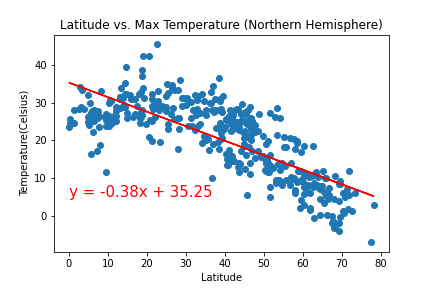 Latitude vs. Max Temperature (Northern Hemisphere)
Temperature(Celsius)
40
30
20
10
0
y = -0.38x + 35.25
0 10 20 30 40 50 60 70 80
Latitude